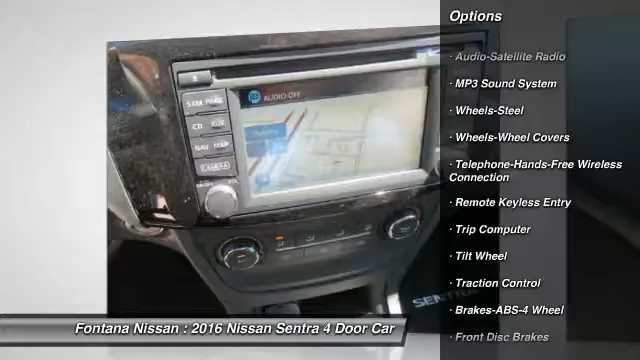 Options
· Audio-Satellite Radio
· MP3 Sound System
· Wheels-Steel
· Wheels-Wheel Covers
· Telephone-Hands-Free Wireless
Connection
· Remote Keyless Entry
· Trip Computer
· Tilt Wheel
· Traction Control
· Brakes-ABS-4 Wheel
· Front Disc Brakes
AUDIO OFF
CD AUX
NAV MAP
CAMERA
Fontana Nissan : 2016 Nissan Sentra 4 Door Car